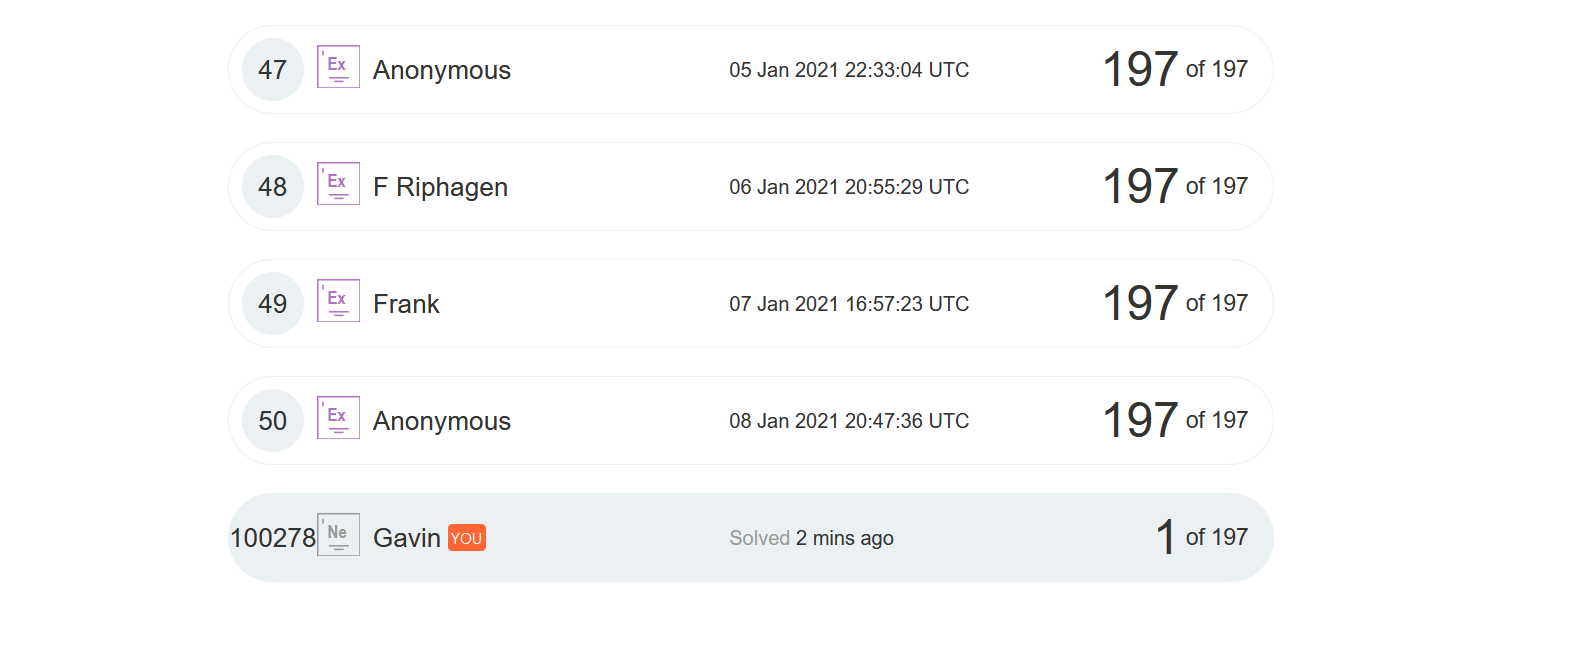 47 Ex Anonymous 05 Jan 2021 22:33:04 UTC 197 of 197
48 Ex F Riphagen 06 Jan 2021 20:55:29 UTC 197 of 197
49 Ex Frank 07 Jan 2021 16:57:23 UTC 197 of 197
50 Ex Anonymous 08 Jan 2021 20:47:36 UTC 197 of 197
100278 Ne Gavin YOU Solved 2 mins ago 1 of 197